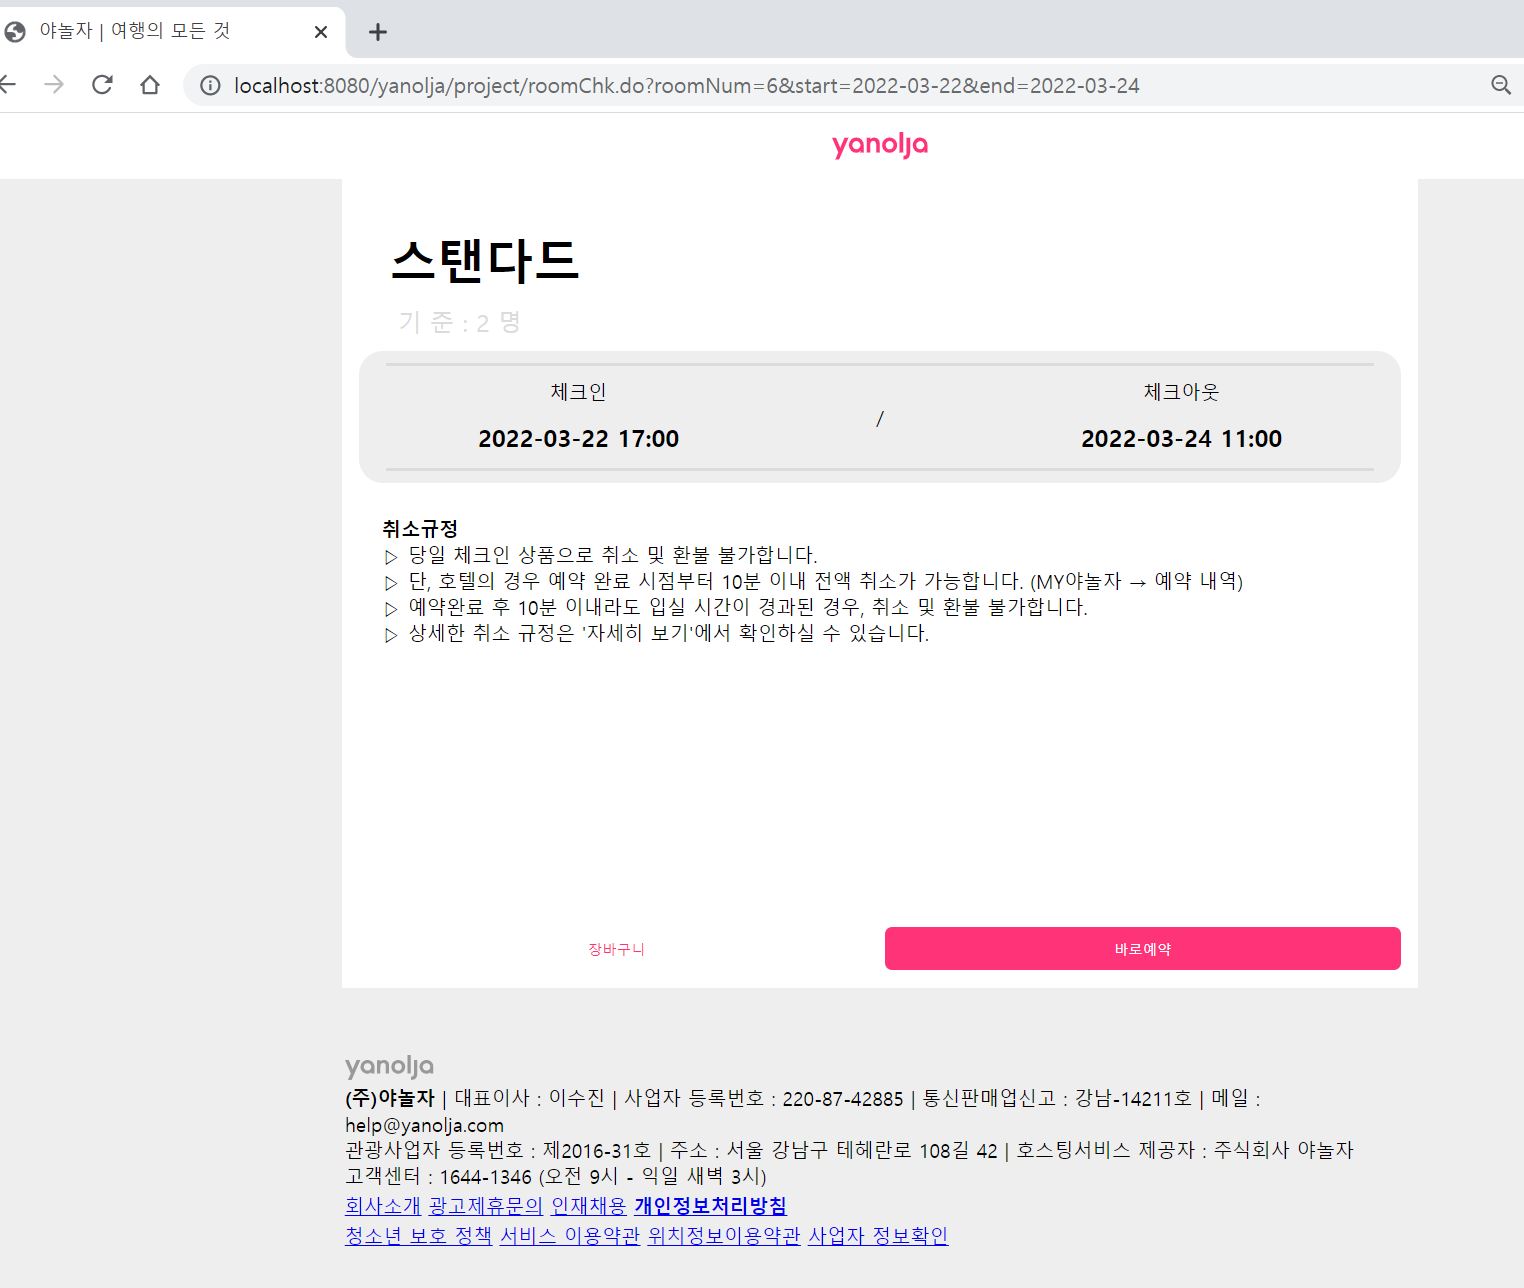 야놀자 | 여행의 모든 것
localhost:8080/yanolja/project/roomChk.do?roomNum=6&start=2022-03-22&end=2022-03-24
yanolja
스탠다드
기 준 : 2 명
체크인
2022-03-22 17:00
/
체크아웃
2022-03-24 11:00
취소규정
▷ 당일 체크인 상품으로 취소 및 환불 불가합니다.
▷ 단, 호텔의 경우 예약 완료 시점부터 10분 이내 전액 취소가 가능합니다. (MY야놀자 → 예약 내역)
▷ 예약완료 후 10분 이내라도 입실 시간이 경과된 경우, 취소 및 환불 불가합니다.
▷ 상세한 취소 규정은 '자세히 보기'에서 확인하실 수 있습니다.
장바구니
바로예약
yanolja
(주)야놀자 | 대표이사 : 이수진 | 사업자 등록번호 : 220-87-42885 | 통신판매업신고 : 강남-14211호 | 메일 :
help@yanolja.com
관광사업자 등록번호 : 제2016-31호 | 주소 : 서울 강남구 테헤란로 108길 42 | 호스팅서비스 제공자 : 주식회사 야놀자
고객센터 : 1644-1346 (오전 9시 - 익일 새벽 3시)
회사소개 광고제휴문의 인재채용 개인정보처리방침
청소년 보호 정책 서비스 이용약관 위치정보이용약관 사업자 정보확인